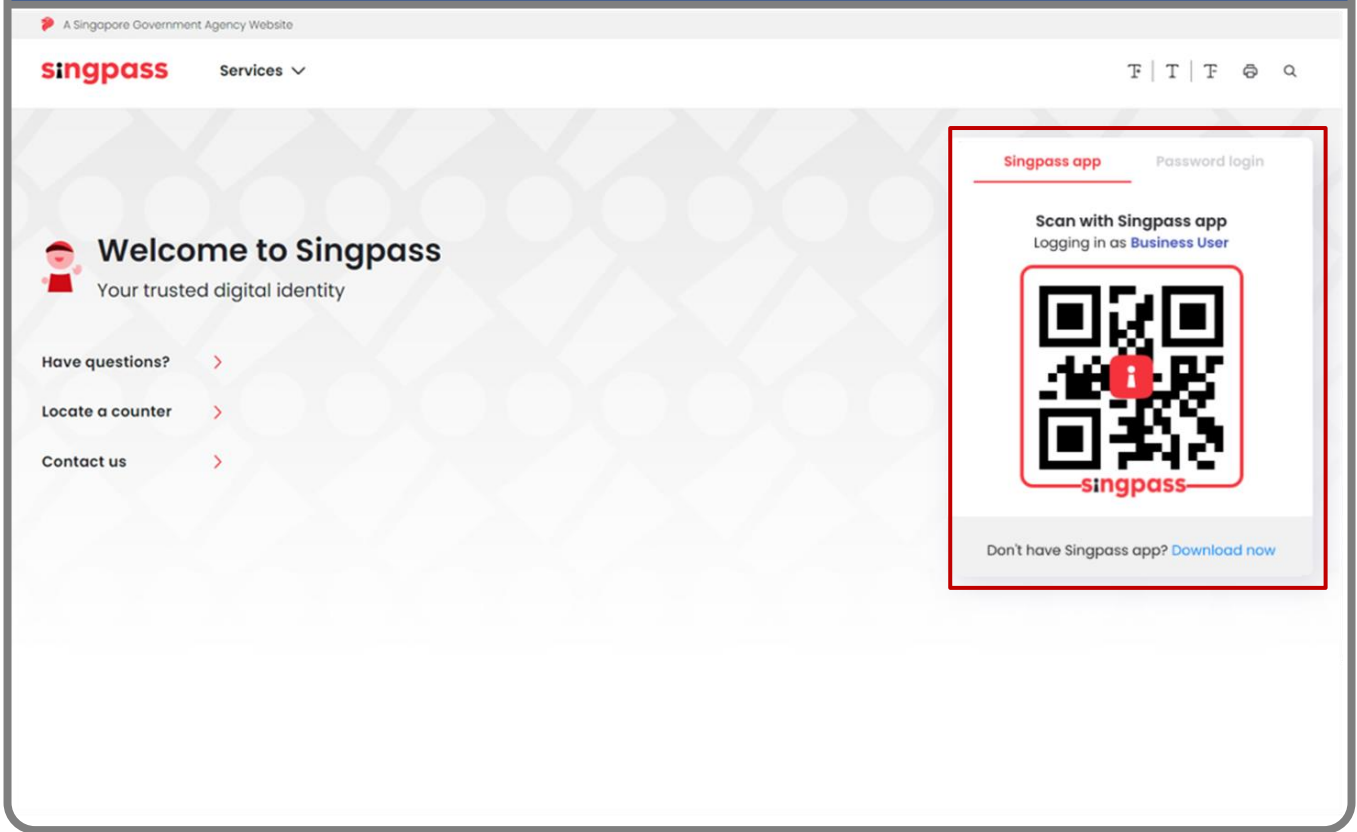 A Singapore Government Agency Website
singpass
Services
T T T
Welcome to Singpass
Your trusted digital identity
Have questions?
Locate a counter
Contact us
Singpass app Password login
Scan with Singpass app
Logging in as Business User
singpass
Don't have Singpass app? Download now